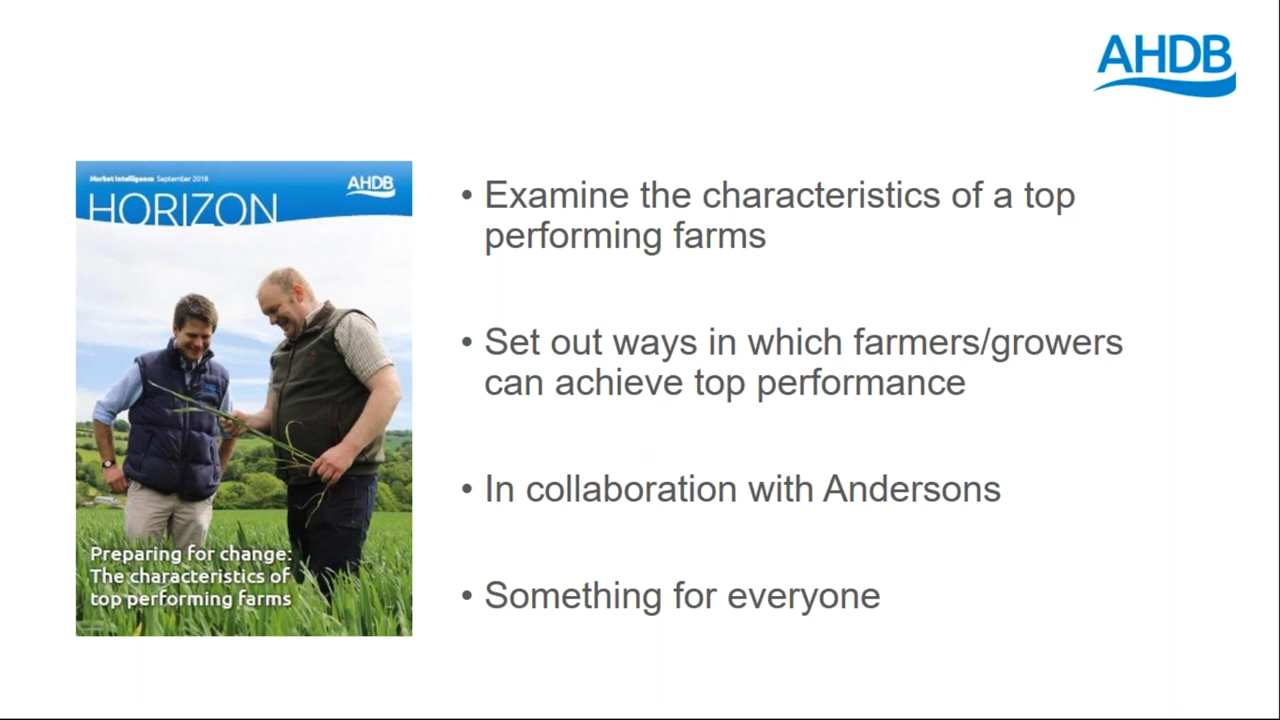 AHDB
Market Intelligence September 2018
AHDB
HORIZON
Preparing for change:
The characteristics of
top performing farms
• Examine the characteristics of a top
performing farms
• Set out ways in which farmers/growers
can achieve top performance
• In collaboration with Andersons
• Something for everyone